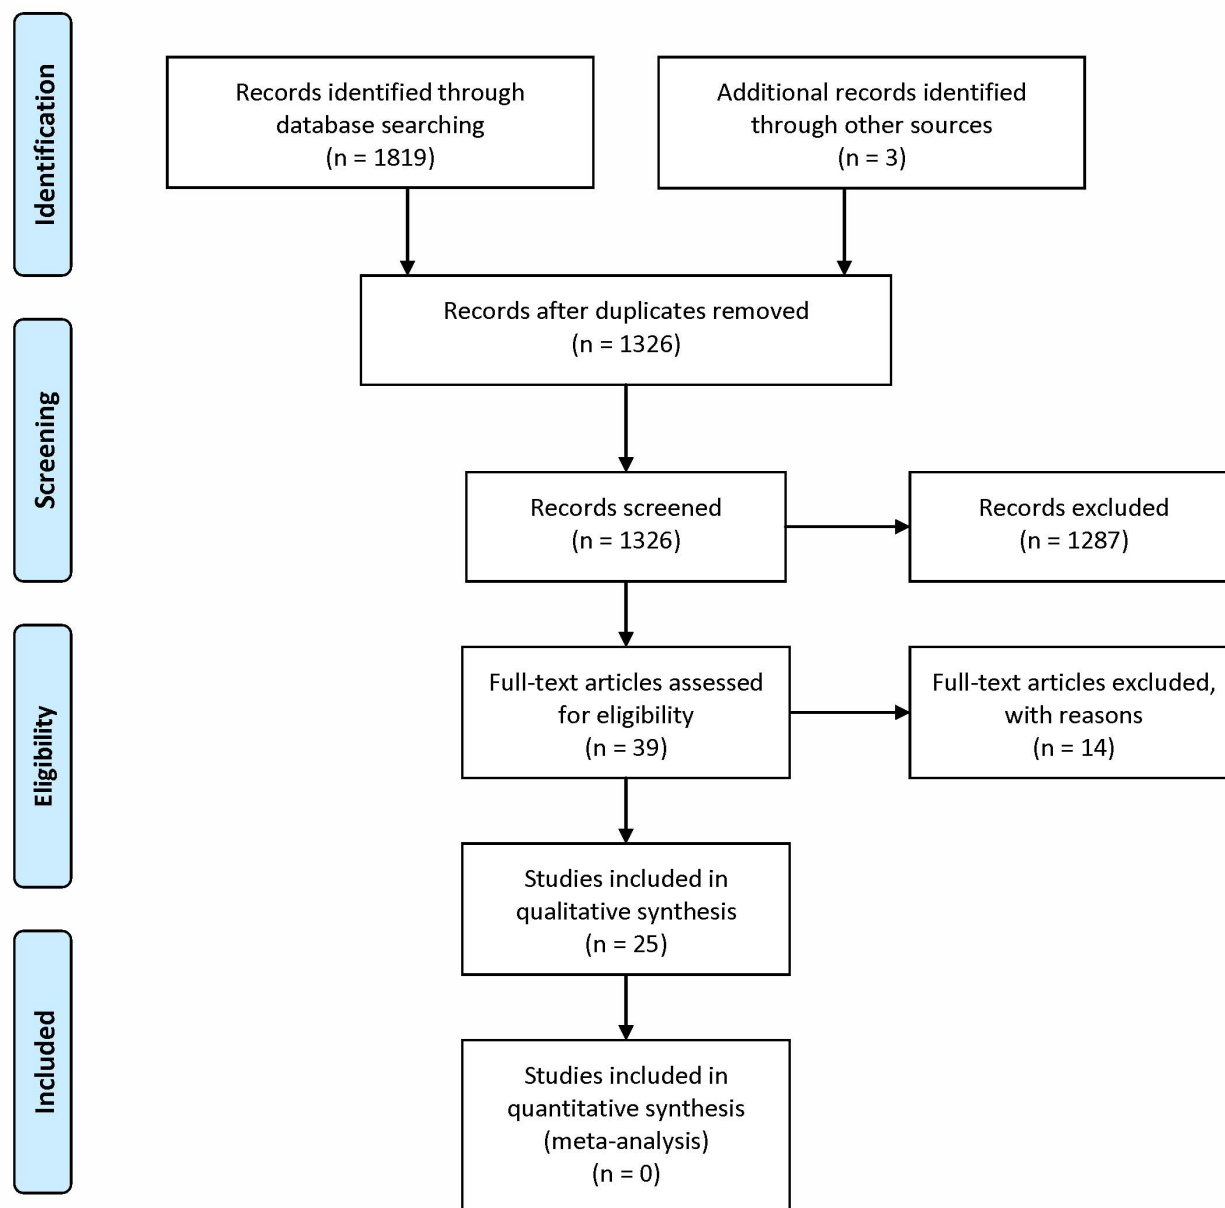 Identification
Records identified through
database searching
(n = 1819)
Additional records identified
through other sources
(n = 3)
Records after duplicates removed
(n = 1326)
Screening
Records screened
(n = 1326)
Records excluded
(n = 1287)
Eligibility
Full-text articles assessed
for eligibility
(n = 39)
Full-text articles excluded,
with reasons
(n = 14)
Studies included in
qualitative synthesis
(n = 25)
Included
Studies included in
quantitative synthesis
(meta-analysis)
(n = 0)